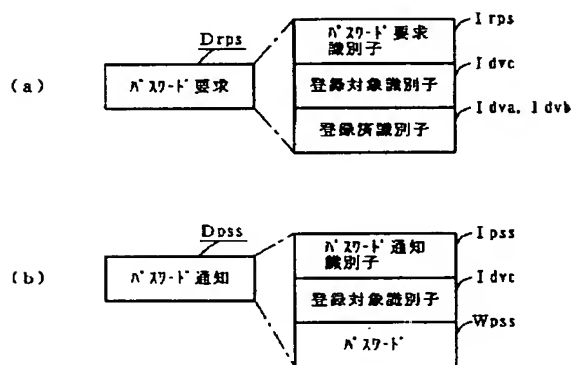 Drps
Irps
パスワード要求
識別子
(a)
パスワード要求
Idvc
登録対象識別子
Idva, Idvb
登録済識別子
Dpss
Ipss
パスワード通知
識別子
(b)
パスワード通知
Idvc
登録対象識別子
Wpss
パスワード